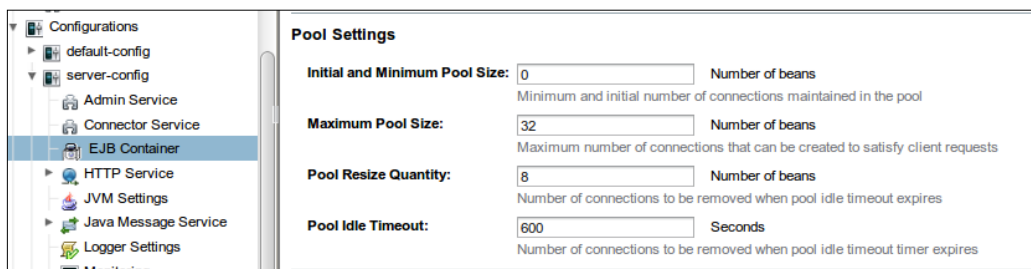 Configurations
default-config
server-config
Admin Service
Connector Service
EJB Container
HTTP Service
JVM Settings
Java Message Service
Logger Settings
Pool Settings
Initial and Minimum Pool Size: 0 Number of beans
Minimum and initial number of connections maintained in the pool
Maximum Pool Size: 32 Number of beans
Maximum number of connections that can be created to satisfy client requests
Pool Resize Quantity: 8 Number of beans
Number of connections to be removed when pool idle timeout expires
Pool Idle Timeout: 600 Seconds
Number of connections to be removed when pool idle timeout timer expires